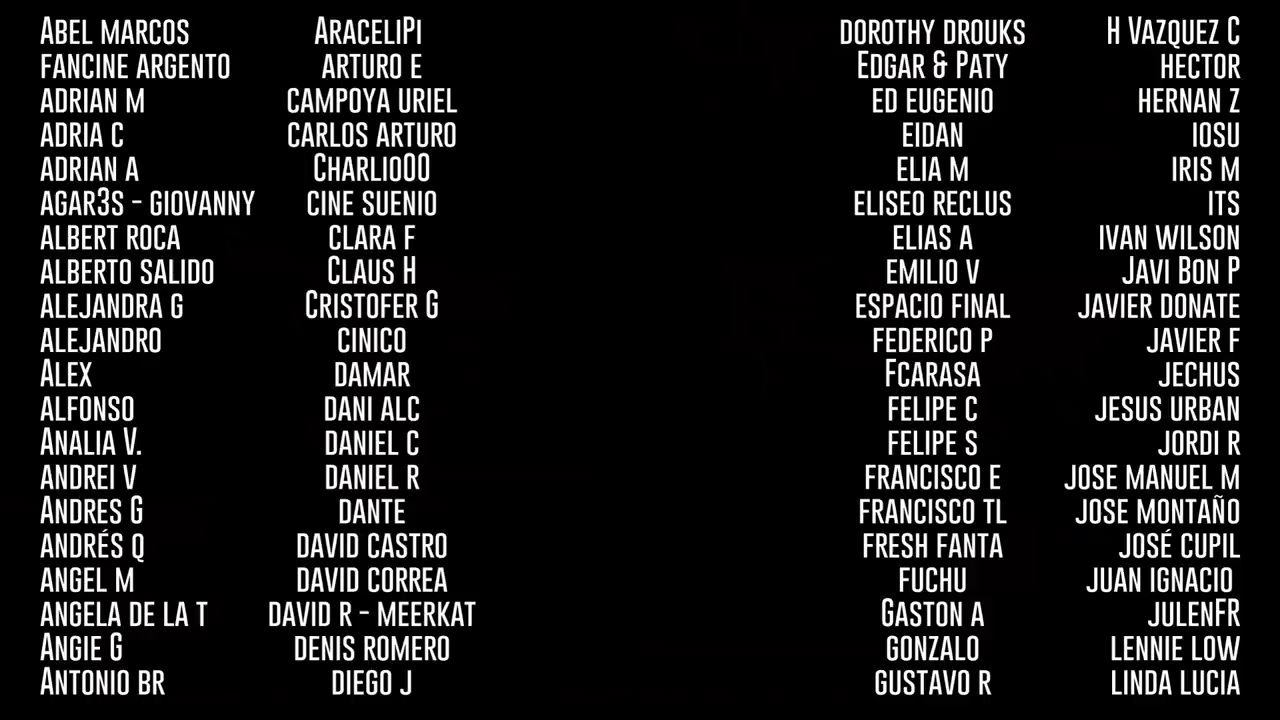 Abel marcos
FANCINE ARGENTO
ADRIAN M
ADRIA C
ADRIAN A
AGAR3S - GIOVANNY
ALBERT ROCA
ALBERTO SALIDO
ALEJANDRA G
ALEJANDRO
Alex
ALFONSO
Analia V.
ANDREI V
Andres G
ANDRÉS Q
ANGEL M
ANGELA DE LA T
Angie G
Antonio br
AraceliPi
ARTURO E
CAMPOYA URIEL
CARLOS ARTURO
Charlio00
CINE SUENIO
CLARA F
Claus H
Cristofer G
CINICO
DAMAR
DANI ALC
DANIEL C
DANIEL R
DANTE
DAVID CASTRO
DAVID CORREA
DAVID R - MEERKAT
DENIS ROMERO
DIEGO J
DOROTHY DROUKS
Edgar & Paty
ED EUGENIO
EIDAN
ELIA M
ELISEO RECLUS
ELIAS A
EMILIO V
ESPACIO FINAL
FEDERICO P
Fcarasa
FELIPE C
FELIPE S
FRANCISCO E
FRANCISCO TL
FRESH FANTA
FUCHU
Gaston A
GONZALO
GUSTAVO R
H Vazquez C
HECTOR
HERNAN Z
IOSU
IRIS M
ITS
IVAN WILSON
Javi Bon P
JAVIER DONATE
JAVIER F
JECHUS
JESUS URBAN
JORDI R
JOSE MANUEL M
JOSE MONTAÑO
JOSÉ CUPIL
JUAN IGNACIO
julenFR
LENNIE LOW
LINDA LUCIA